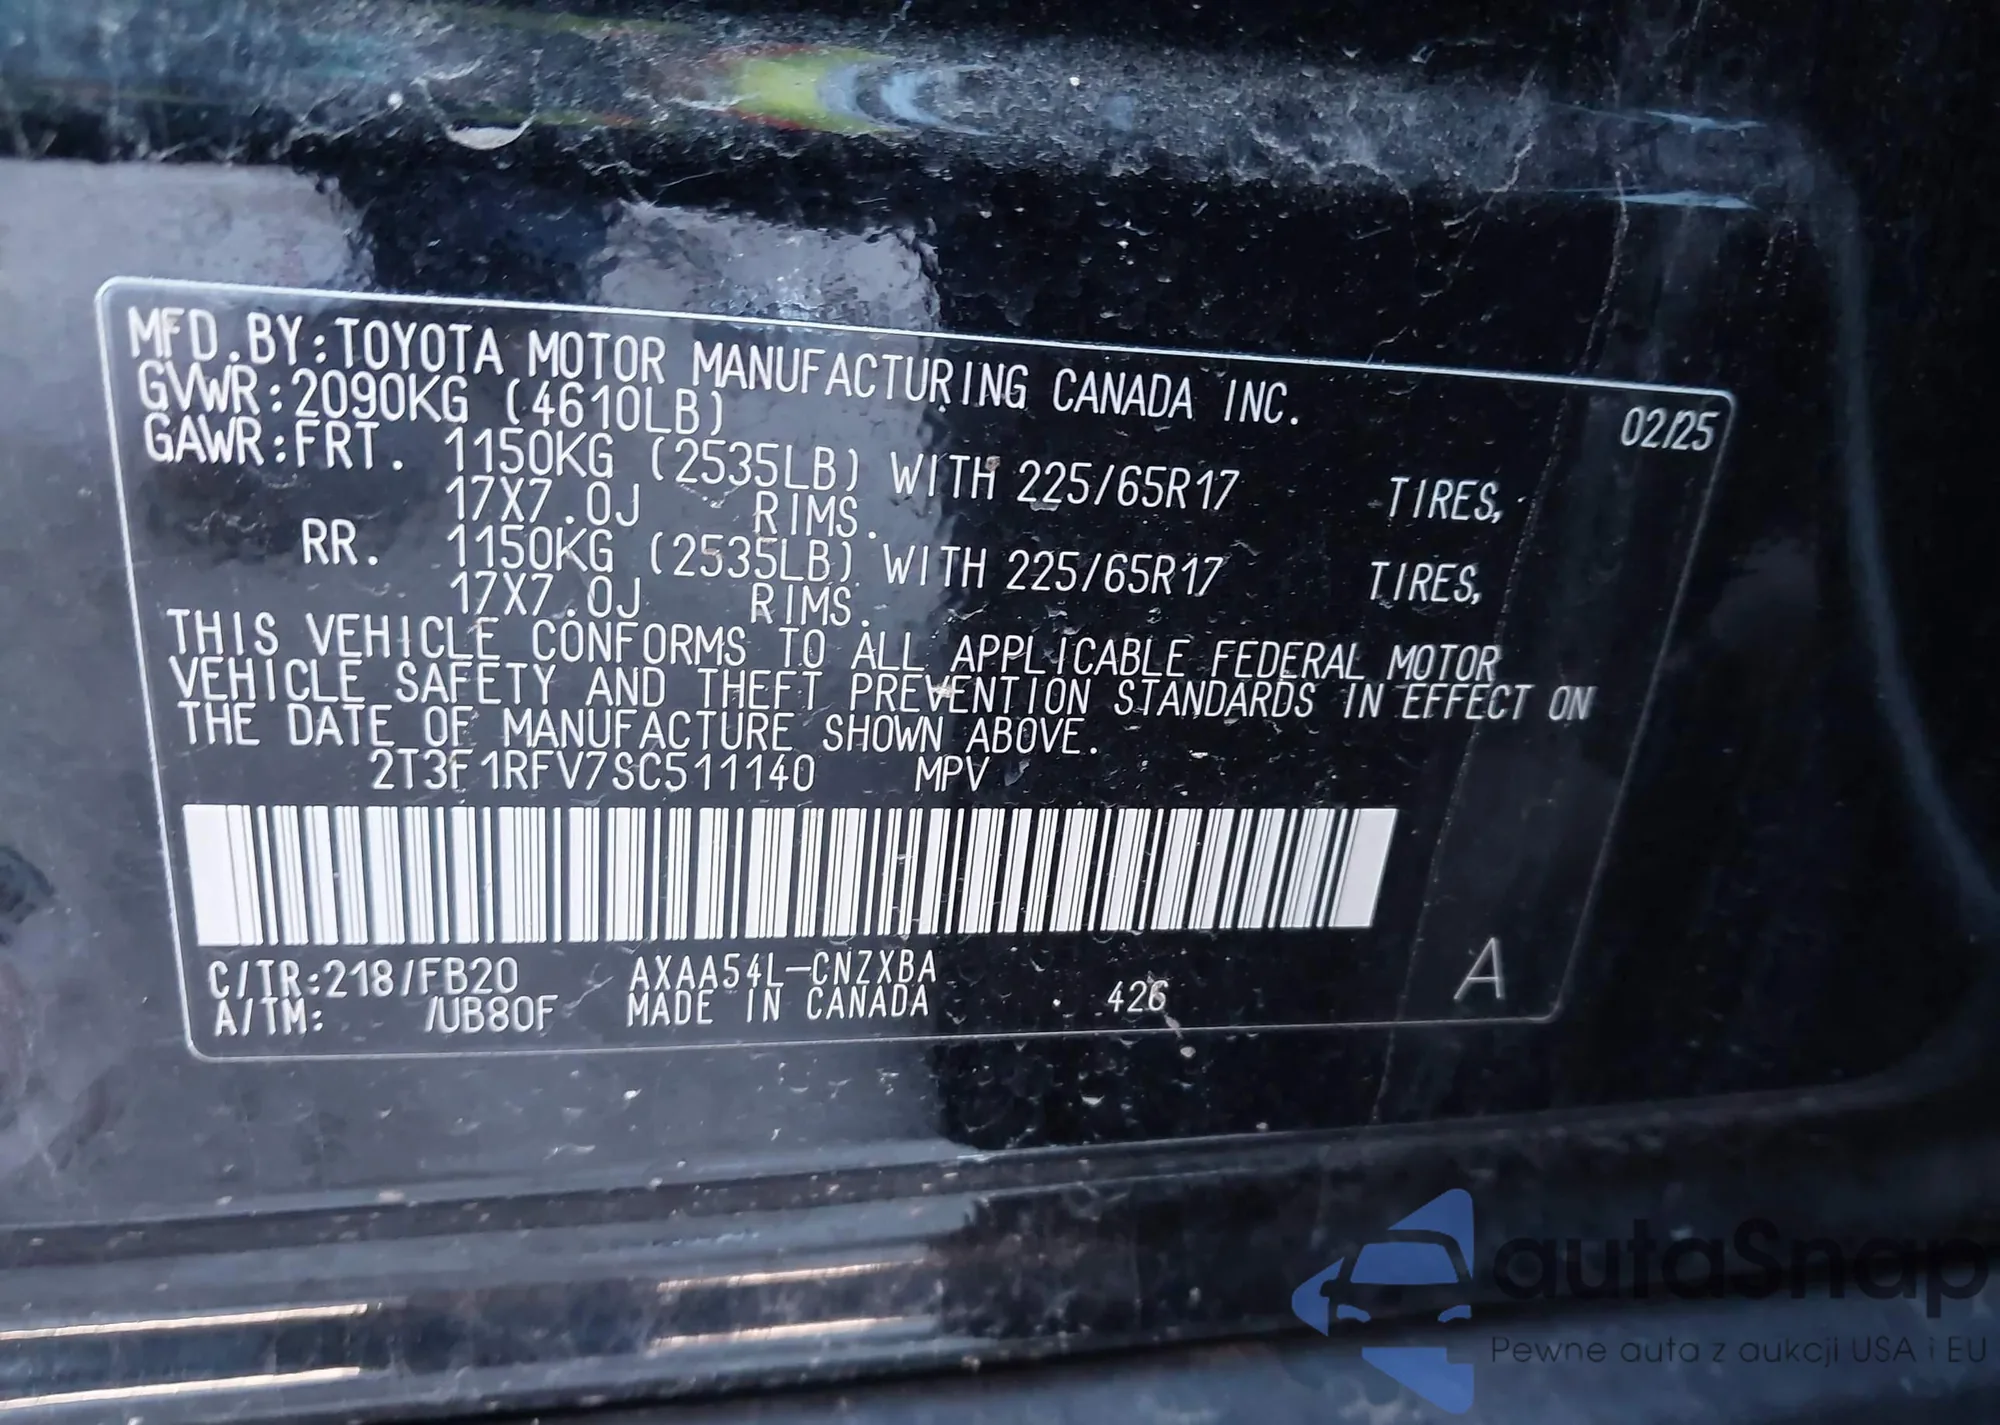 MFD.BY:TOYOTA MOTOR MANUFACTURING CANADA INC.
02/25
GVWR:2090KG (4610LB)
GAWR:FRT. 1150KG (2535LB) WITH 225/65R17 TIRES,
17X7.0J RIMS.
RR. 1150KG (2535LB) WITH 225/65R17 TIRES,
17X7.0J RIMS.
THIS VEHICLE CONFORMS TO ALL APPLICABLE FEDERAL MOTOR
VEHICLE SAFETY AND THEFT PREVENTION STANDARDS IN EFFECT ON
THE DATE OF MANUFACTURE SHOWN ABOVE.
2T3F1RFV7SC511140 MPV
C/TR:218/FB20 AXAA54L-CNZXBA
A/TM: /UB80F MADE IN CANADA 426 A
autaSnap
Pewne auta z aukcji USA i EU